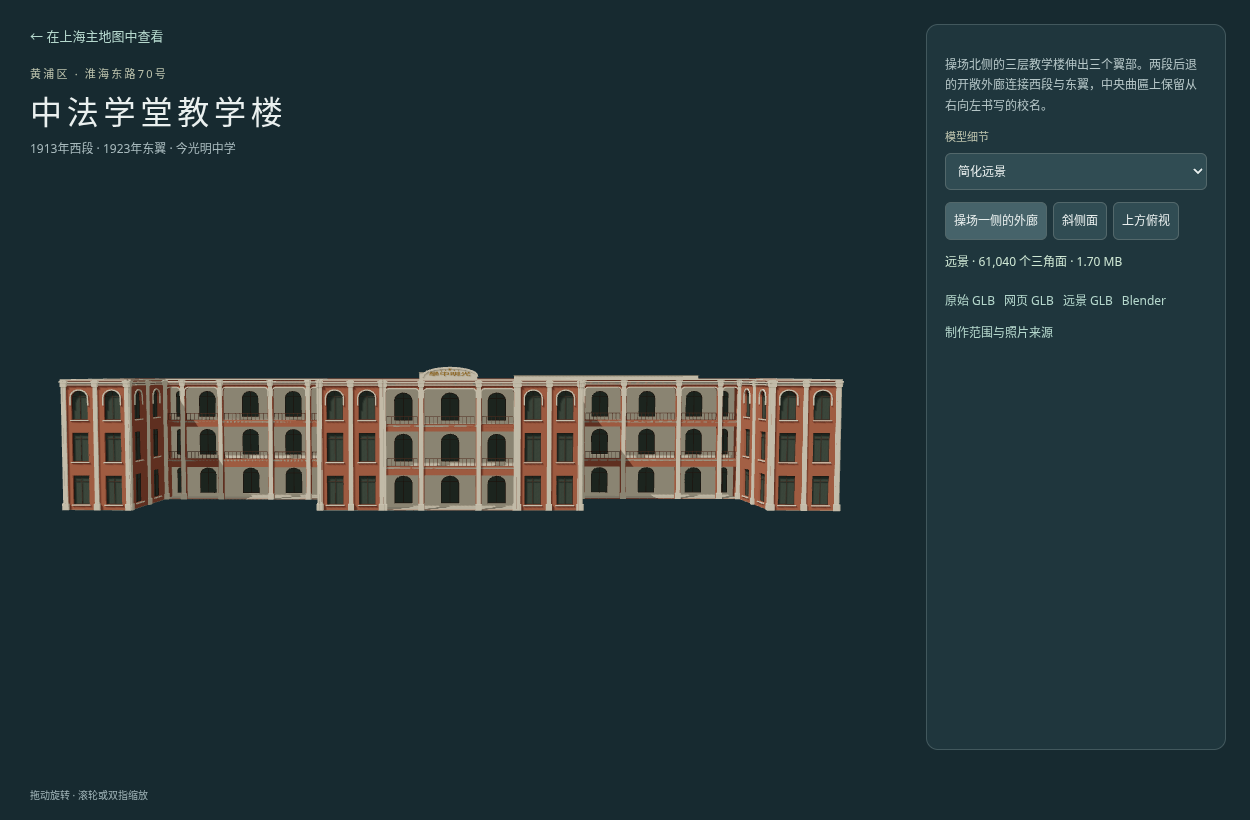 ← 在上海主地图中查看
黄浦区 · 淮海东路70号
中法学堂教学楼
1913年西段 · 1923年东翼 · 今光明中学
操场北侧的三层教学楼伸出三个翼部。两段后退
的开敞外廊连接西段与东翼，中央曲匾上保留从
右向左书写的校名。
模型细节
简化远景
操场一侧的外廊 斜侧面 上方俯视
远景 · 61,040 个三角面 · 1.70 MB
原始 GLB 网页 GLB 远景 GLB Blender
制作范围与照片来源
拖动旋转 · 滚轮或双指缩放